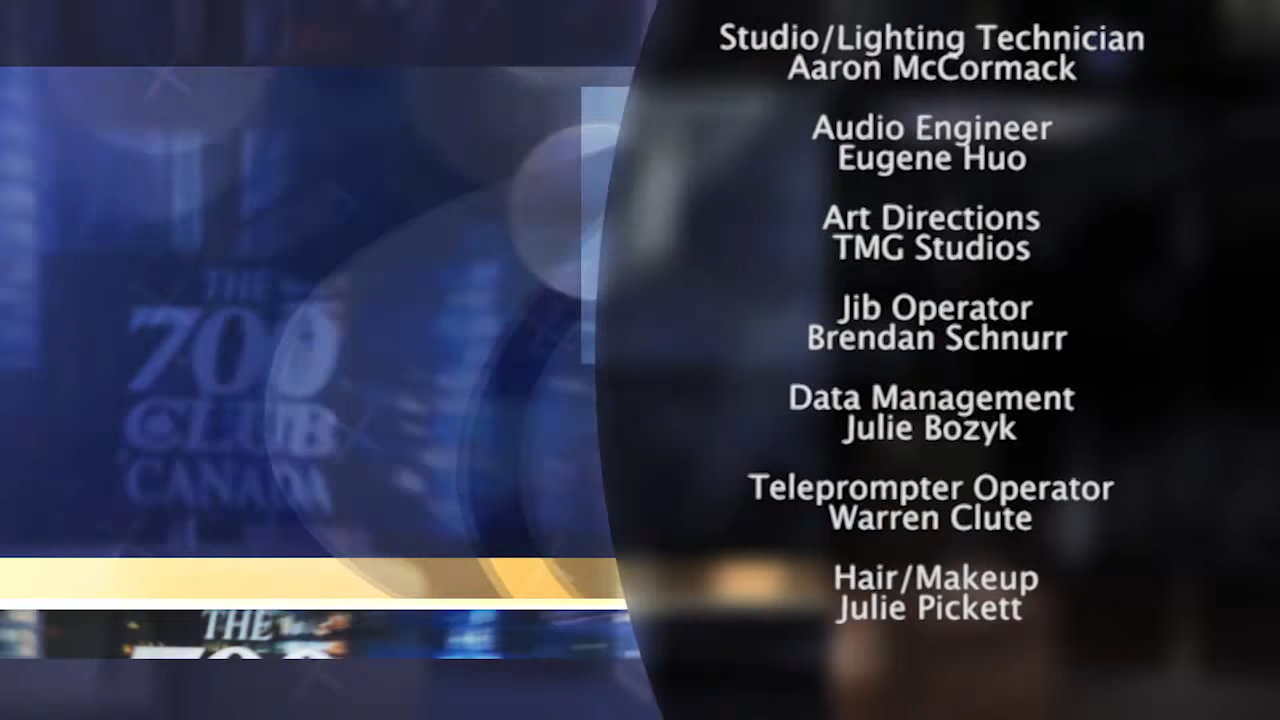 THE
700
CLUB
CANADA
THE
700
Studio/Lighting Technician
Aaron McCormack
Audio Engineer
Eugene Huo
Art Directions
TMG Studios
Jib Operator
Brendan Schnurr
Data Management
Julie Bozyk
Teleprompter Operator
Warren Clute
Hair/Makeup
Julie Pickett